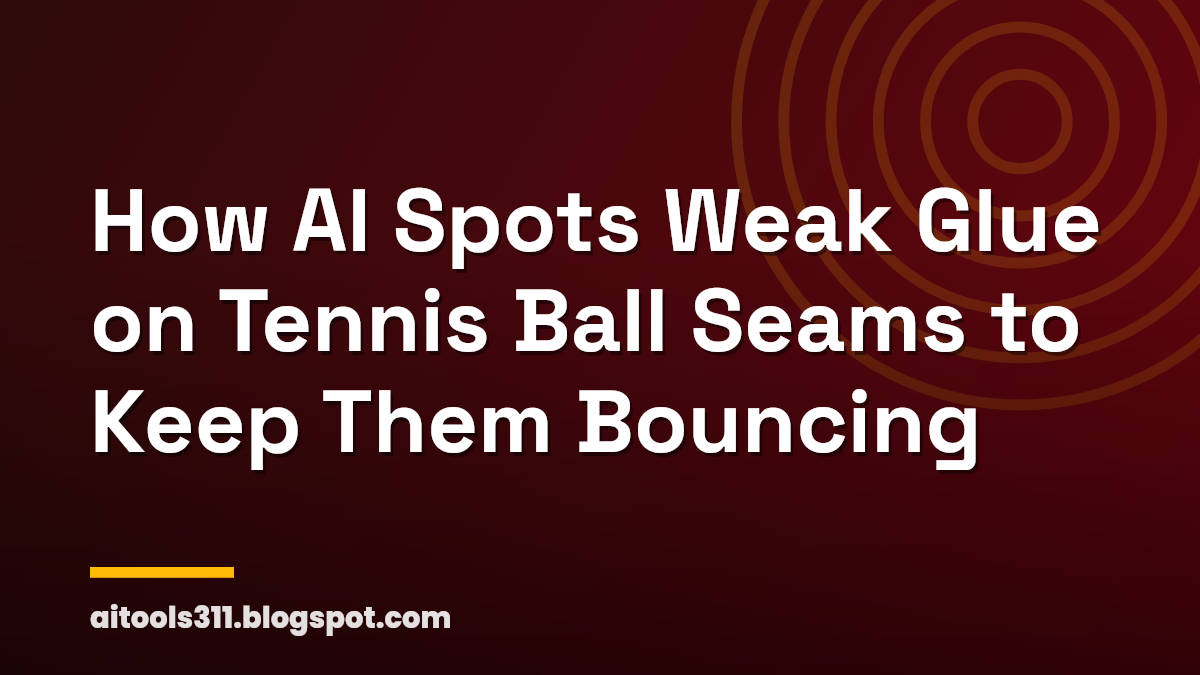 How AI Spots Weak Glue
on Tennis Ball Seams to
Keep Them Bouncing
aitools311.blogspot.com